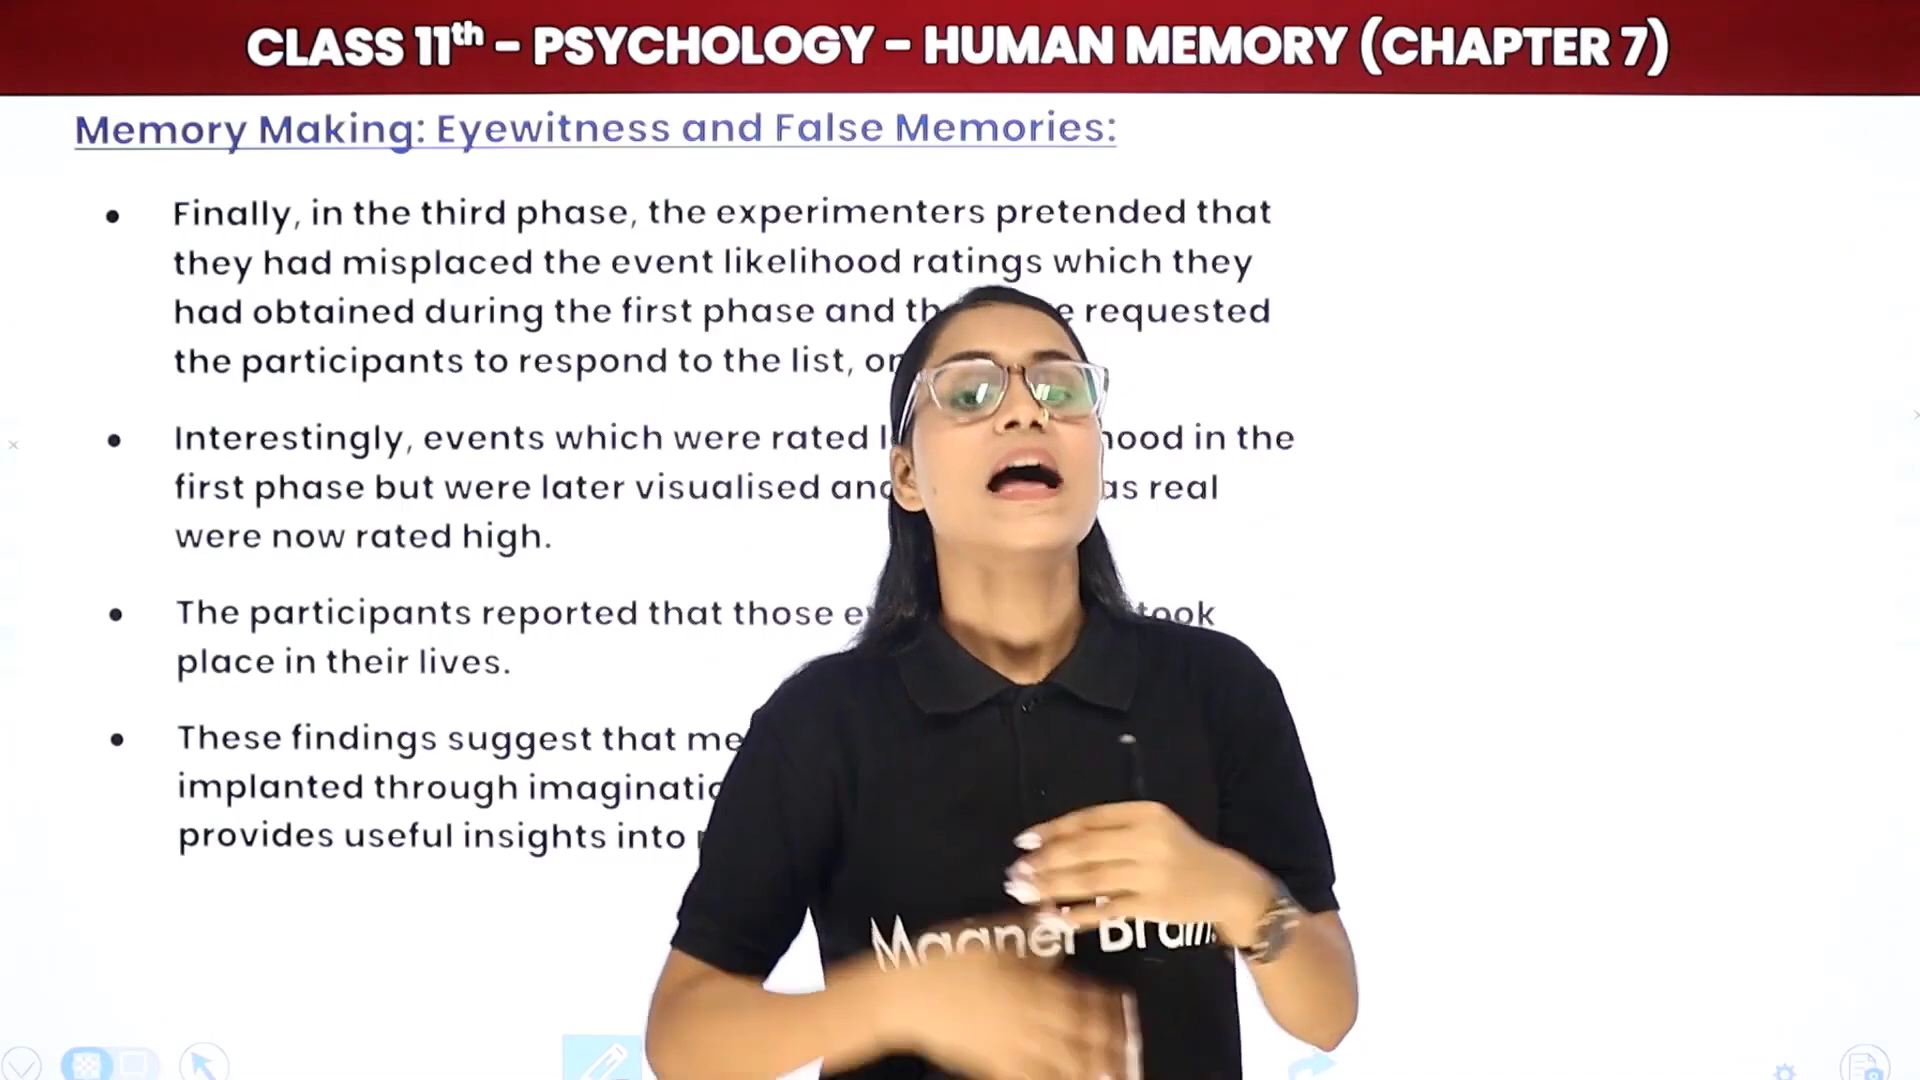 CLASS 11th - PSYCHOLOGY - HUMAN MEMORY (CHAPTER 7)
Memory Making: Eyewitness and False Memories:
• Finally, in the third phase, the experimenters pretended that
they had misplaced the event likelihood ratings which they
had obtained during the first phase and requested
the participants to respond to the list,
• Interestingly, events which were rated in the
first phase but were later visualised as real
were now rated high.
• The participants reported that those took
place in their lives.
• These findings suggest that
implanted through
provides useful insights into
Magnet Brains